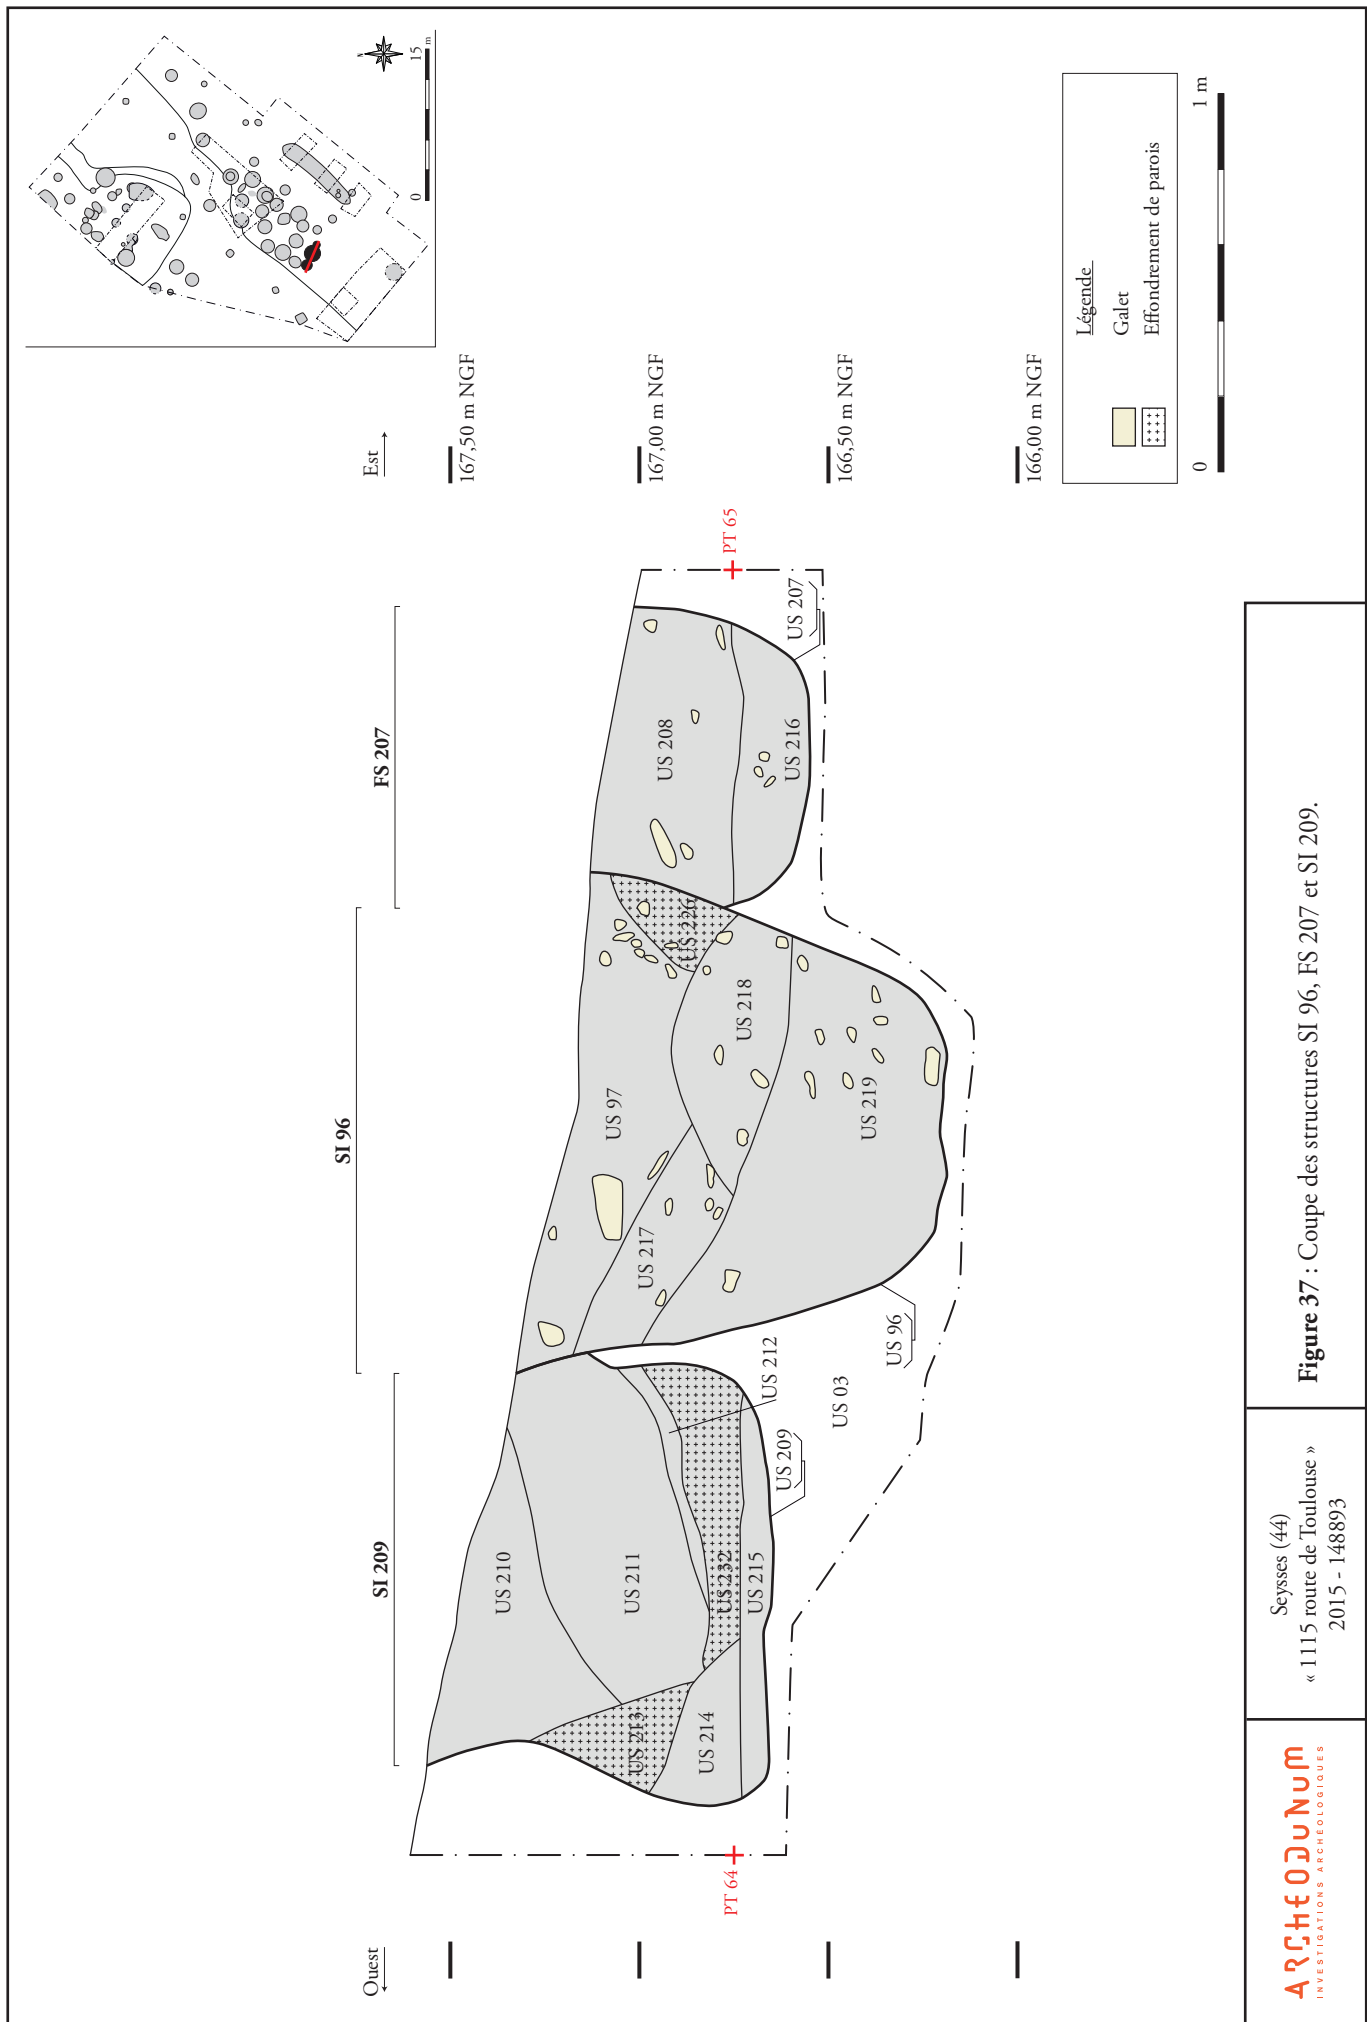 N
0
15
m
Ouest
Est
167,50 m NGF
167,00 m NGF
166,50 m NGF
166,00 m NGF
SI 209
SI 96
FS 207
PT 64
PT 65
US 210
US 211
US 213
US 214
US 232
US 215
US 212
US 209
US 03
US 96
US 97
US 217
US 218
US 219
US 226
US 208
US 216
US 207
Légende
Galet
Effondrement de parois
0
1 m
ARCHEODUNUM
INVESTIGATIONS ARCHÉOLOGIQUES
Seysses (44)
« 1115 route de Toulouse »
2015 - 148893
Figure 37 : Coupe des structures SI 96, FS 207 et SI 209.